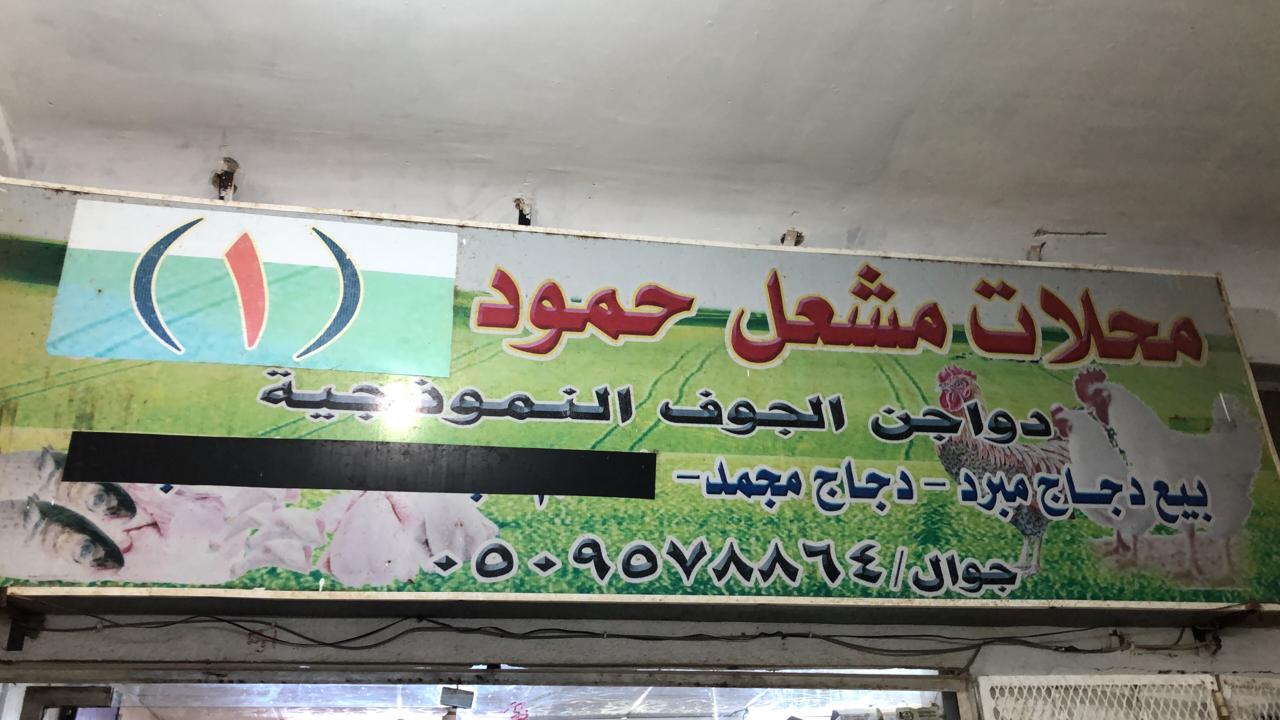 محلات مشعل حمود (١)
دواجن الجوف النموذجية
بيع دجاج مبرد - دجاج مجمد -
جوال/٠٥٠٩٥٧٨٨٦٤